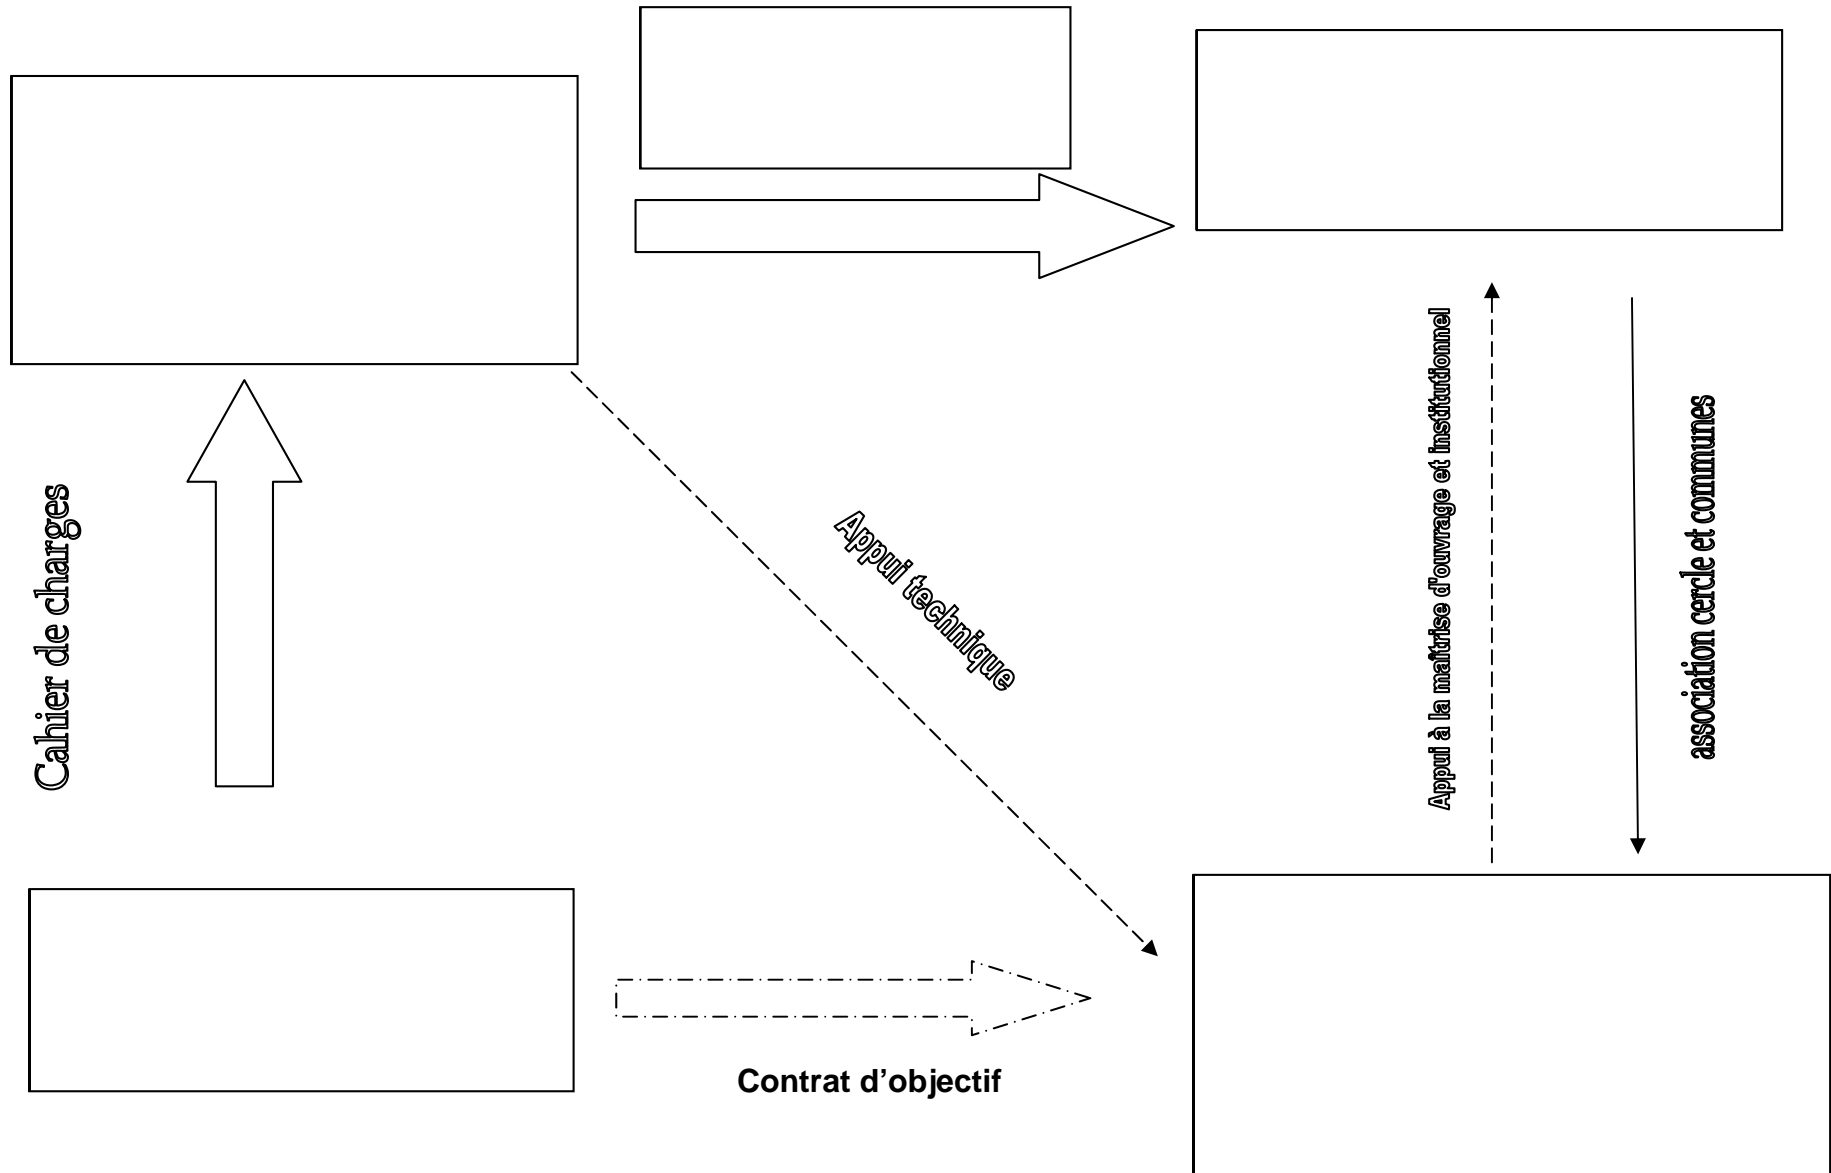 Appui à la maîtrise d'ouvrage et institutionnel
association cercle et communes
Cahier de charges
Appui technique
Contrat d’objectif